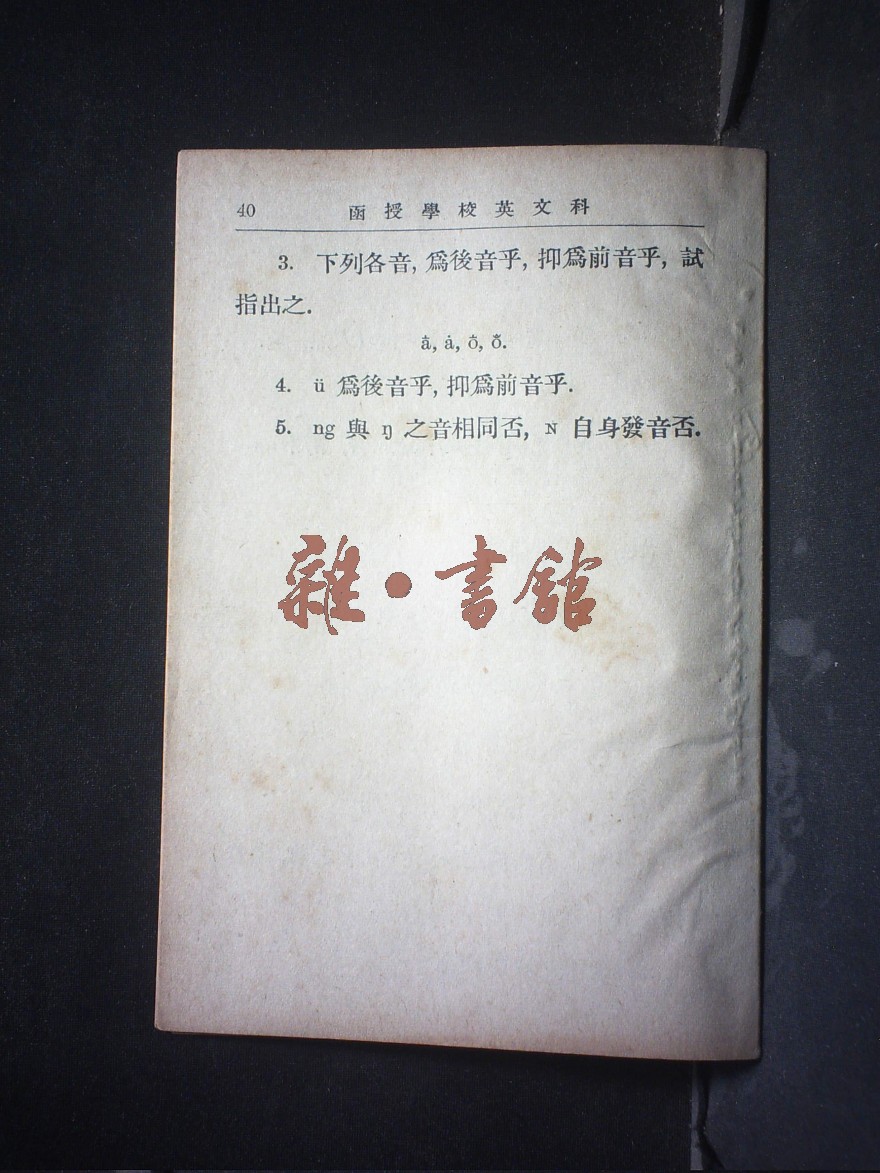 40 函授學校英文科
3. 下列各音, 爲後音乎, 抑爲前音乎, 試
指出之.
4. ü 爲後音乎, 抑爲前音乎.
5. ng 與 ŋ 之音相同否, ɴ 自身發音否.
雜·書館